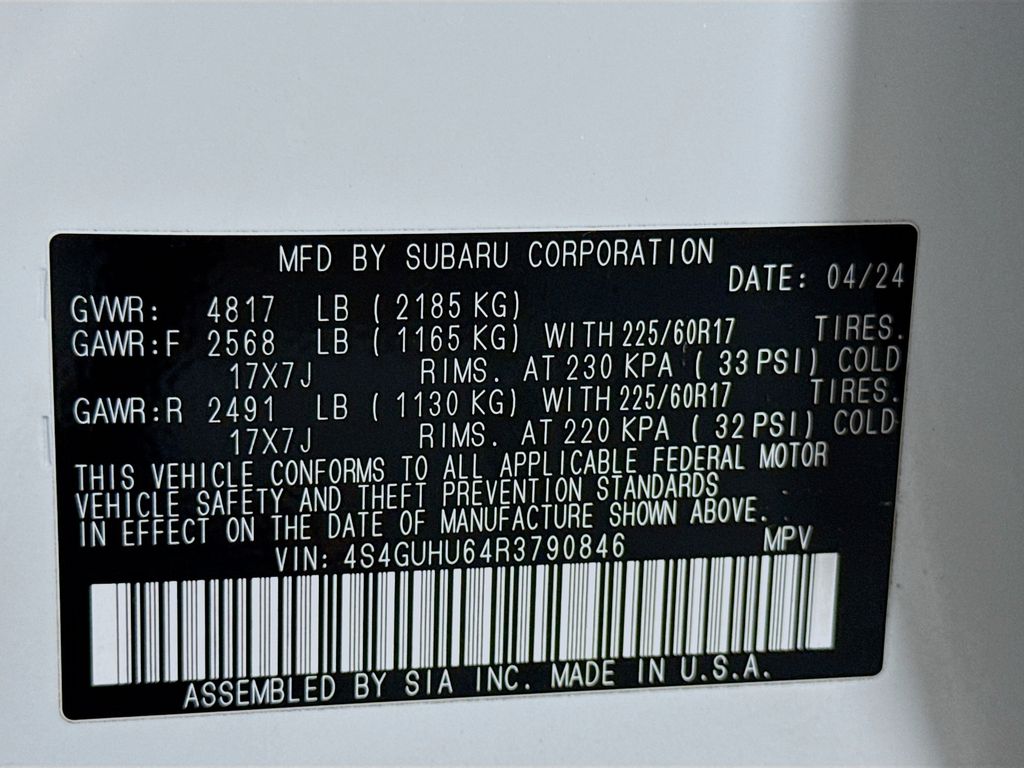 MFD BY SUBARU CORPORATION
DATE: 04/24
GVWR: 4817 LB ( 2185 KG)
GAWR:F 2568 LB ( 1165 KG) WITH 225/60R17 TIRES.
17X7J RIMS. AT 230 KPA ( 33 PSI) COLD
GAWR:R 2491 LB ( 1130 KG) WITH 225/60R17 TIRES.
17X7J RIMS. AT 220 KPA ( 32 PSI) COLD
THIS VEHICLE CONFORMS TO ALL APPLICABLE FEDERAL MOTOR
VEHICLE SAFETY AND THEFT PREVENTION STANDARDS
IN EFFECT ON THE DATE OF MANUFACTURE SHOWN ABOVE.
VIN: 4S4GUHU64R3790846 MPV
ASSEMBLED BY SIA INC. MADE IN U.S.A.